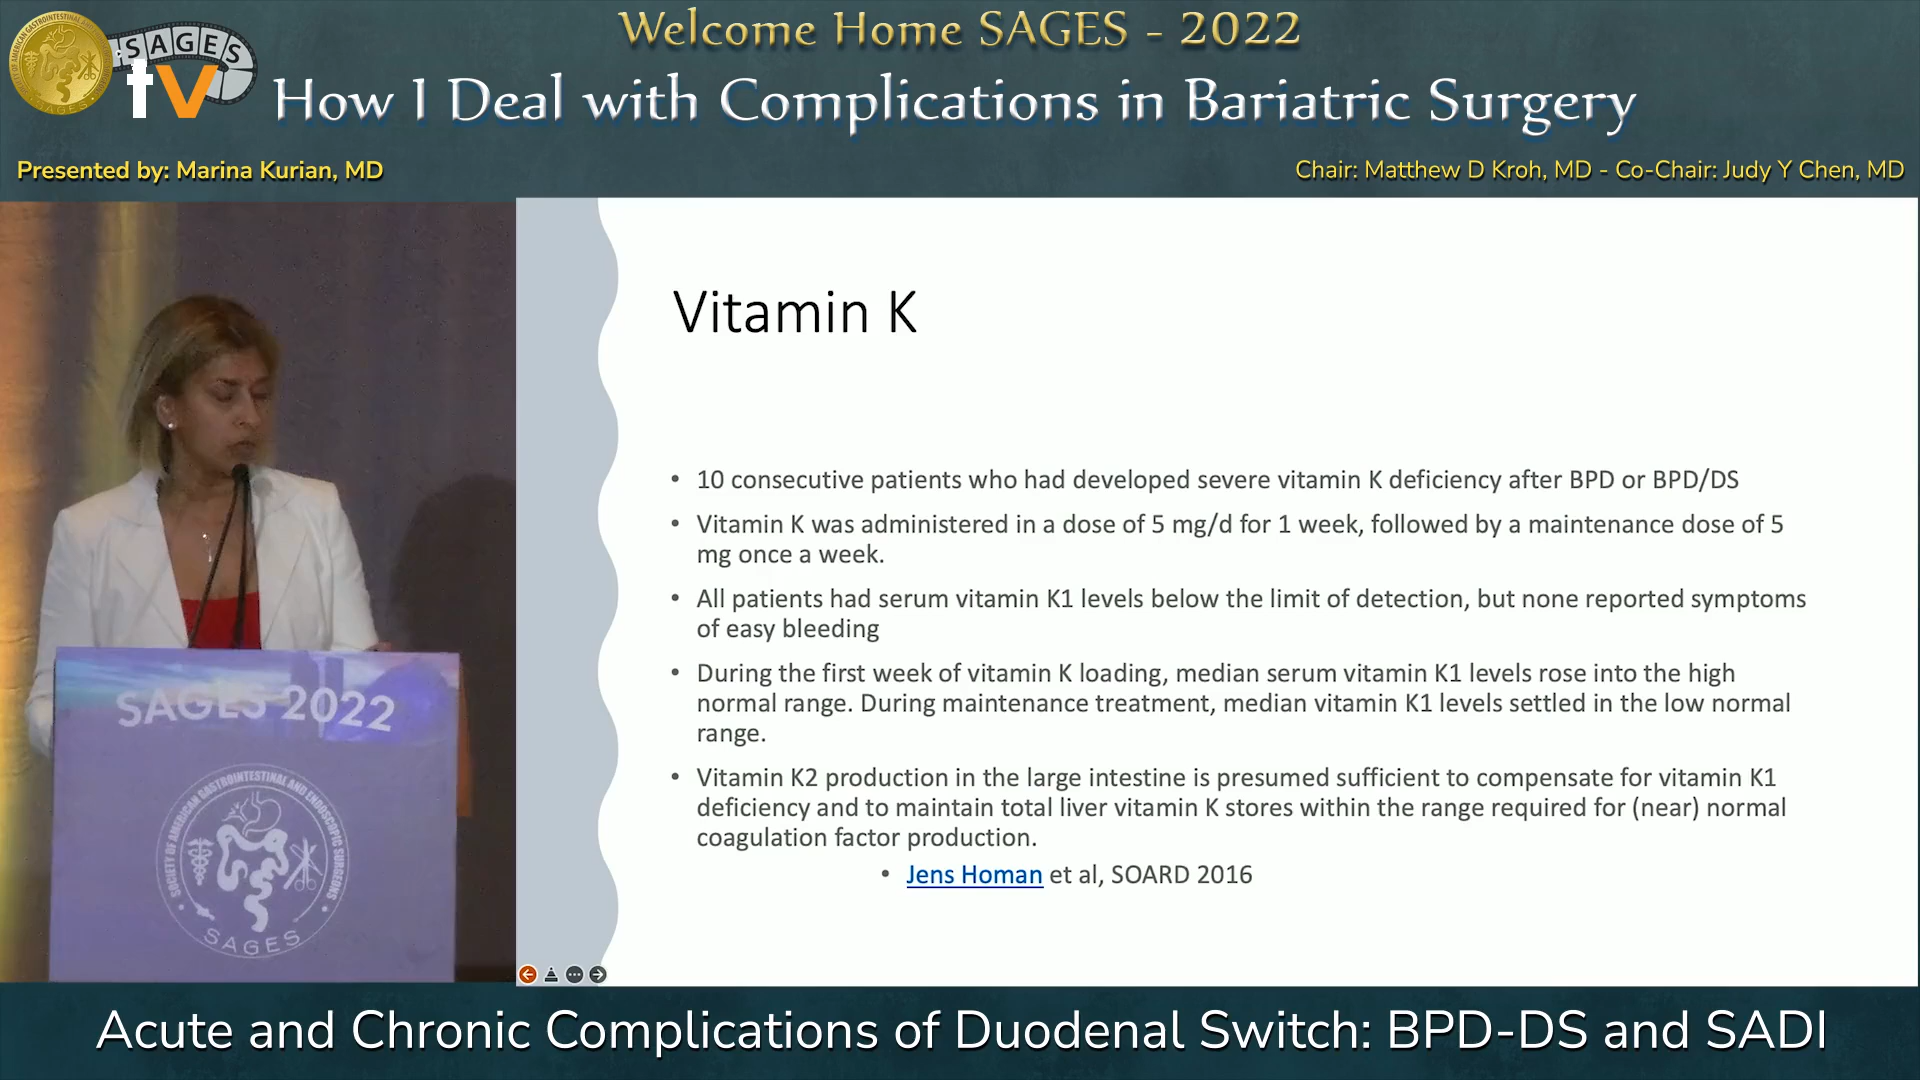 Welcome Home SAGES - 2022
SAGES
tv
How I Deal with Complications in Bariatric Surgery
Presented by: Marina Kurian, MD
Chair: Matthew D Kroh, MD - Co-Chair: Judy Y Chen, MD
Vitamin K
• 10 consecutive patients who had developed severe vitamin K deficiency after BPD or BPD/DS
• Vitamin K was administered in a dose of 5 mg/d for 1 week, followed by a maintenance dose of 5
mg once a week.
• All patients had serum vitamin K1 levels below the limit of detection, but none reported symptoms
of easy bleeding
• During the first week of vitamin K loading, median serum vitamin K1 levels rose into the high
normal range. During maintenance treatment, median vitamin K1 levels settled in the low normal
range.
• Vitamin K2 production in the large intestine is presumed sufficient to compensate for vitamin K1
deficiency and to maintain total liver vitamin K stores within the range required for (near) normal
coagulation factor production.
• Jens Homan et al, SOARD 2016
SAGES 2022
SOCIETY OF AMERICAN GASTROINTESTINAL AND ENDOSCOPIC SURGEONS
SAGES
Acute and Chronic Complications of Duodenal Switch: BPD-DS and SADI